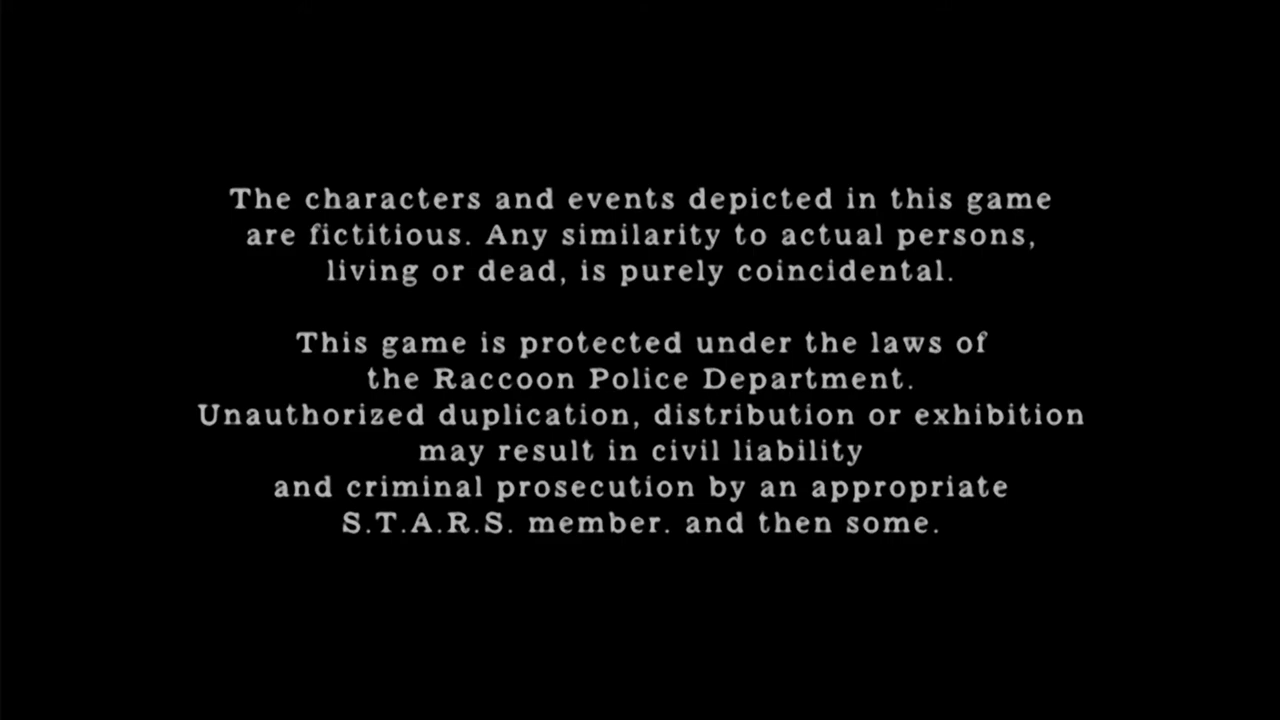 The characters and events depicted in this game
are fictitious. Any similarity to actual persons,
living or dead, is purely coincidental.
This game is protected under the laws of
the Raccoon Police Department.
Unauthorized duplication, distribution or exhibition
may result in civil liability
and criminal prosecution by an appropriate
S.T.A.R.S. member. and then some.